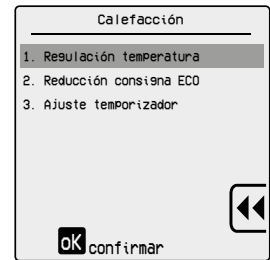 Calefacción
1. Regulación temperatura
2. Reducción consigna ECO
3. Ajuste temporizador
OK confirmar